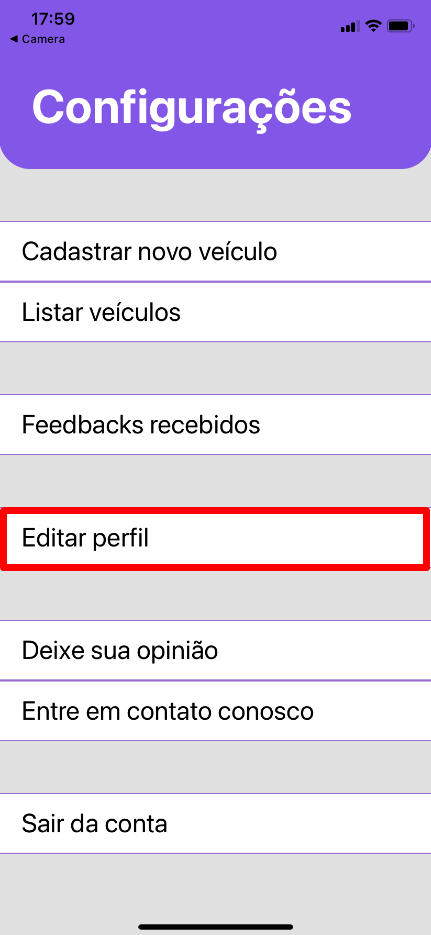 17:59
◀ Camera
Configurações
Cadastrar novo veículo
Listar veículos
Feedbacks recebidos
Editar perfil
Deixe sua opinião
Entre em contato conosco
Sair da conta